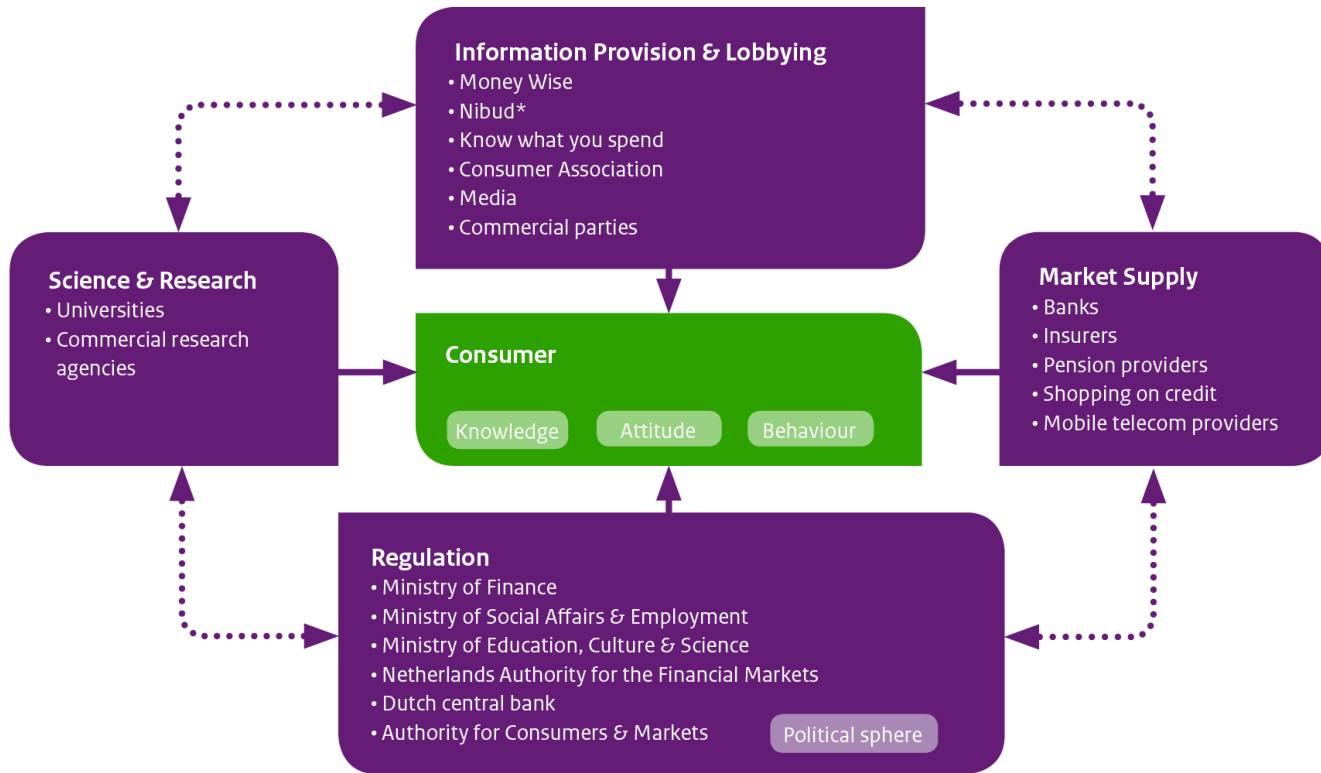 Information Provision & Lobbying
• Money Wise
• Nibud*
• Know what you spend
• Consumer Association
• Media
• Commercial parties
Science & Research
• Universities
• Commercial research
agencies
Consumer
Knowledge
Attitude
Behaviour
Market Supply
• Banks
• Insurers
• Pension providers
• Shopping on credit
• Mobile telecom providers
Regulation
• Ministry of Finance
• Ministry of Social Affairs & Employment
• Ministry of Education, Culture & Science
• Netherlands Authority for the Financial Markets
• Dutch central bank
• Authority for Consumers & Markets
Political sphere